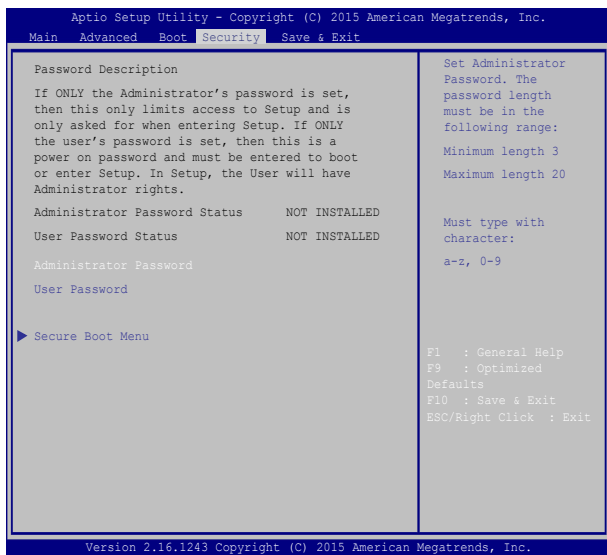 Aptio Setup Utility - Copyright (C) 2015 American Megatrends, Inc.
Main Advanced Boot Security Save & Exit
Password Description
If ONLY the Administrator's password is set,
then this only limits access to Setup and is
only asked for when entering Setup. If ONLY
the user's password is set, then this is a
power on password and must be entered to boot
or enter Setup. In Setup, the User will have
Administrator rights.
Administrator Password Status NOT INSTALLED
User Password Status NOT INSTALLED
Administrator Password
User Password
Secure Boot Menu
Set Administrator
Password. The
password length
must be in the
following range:
Minimum length 3
Maximum length 20
Must type with
character:
a-z, 0-9
F1 : General Help
F9 : Optimized
Defaults
F10 : Save & Exit
ESC/Right Click : Exit
Version 2.16.1243 Copyright (C) 2015 American Megatrends, Inc.